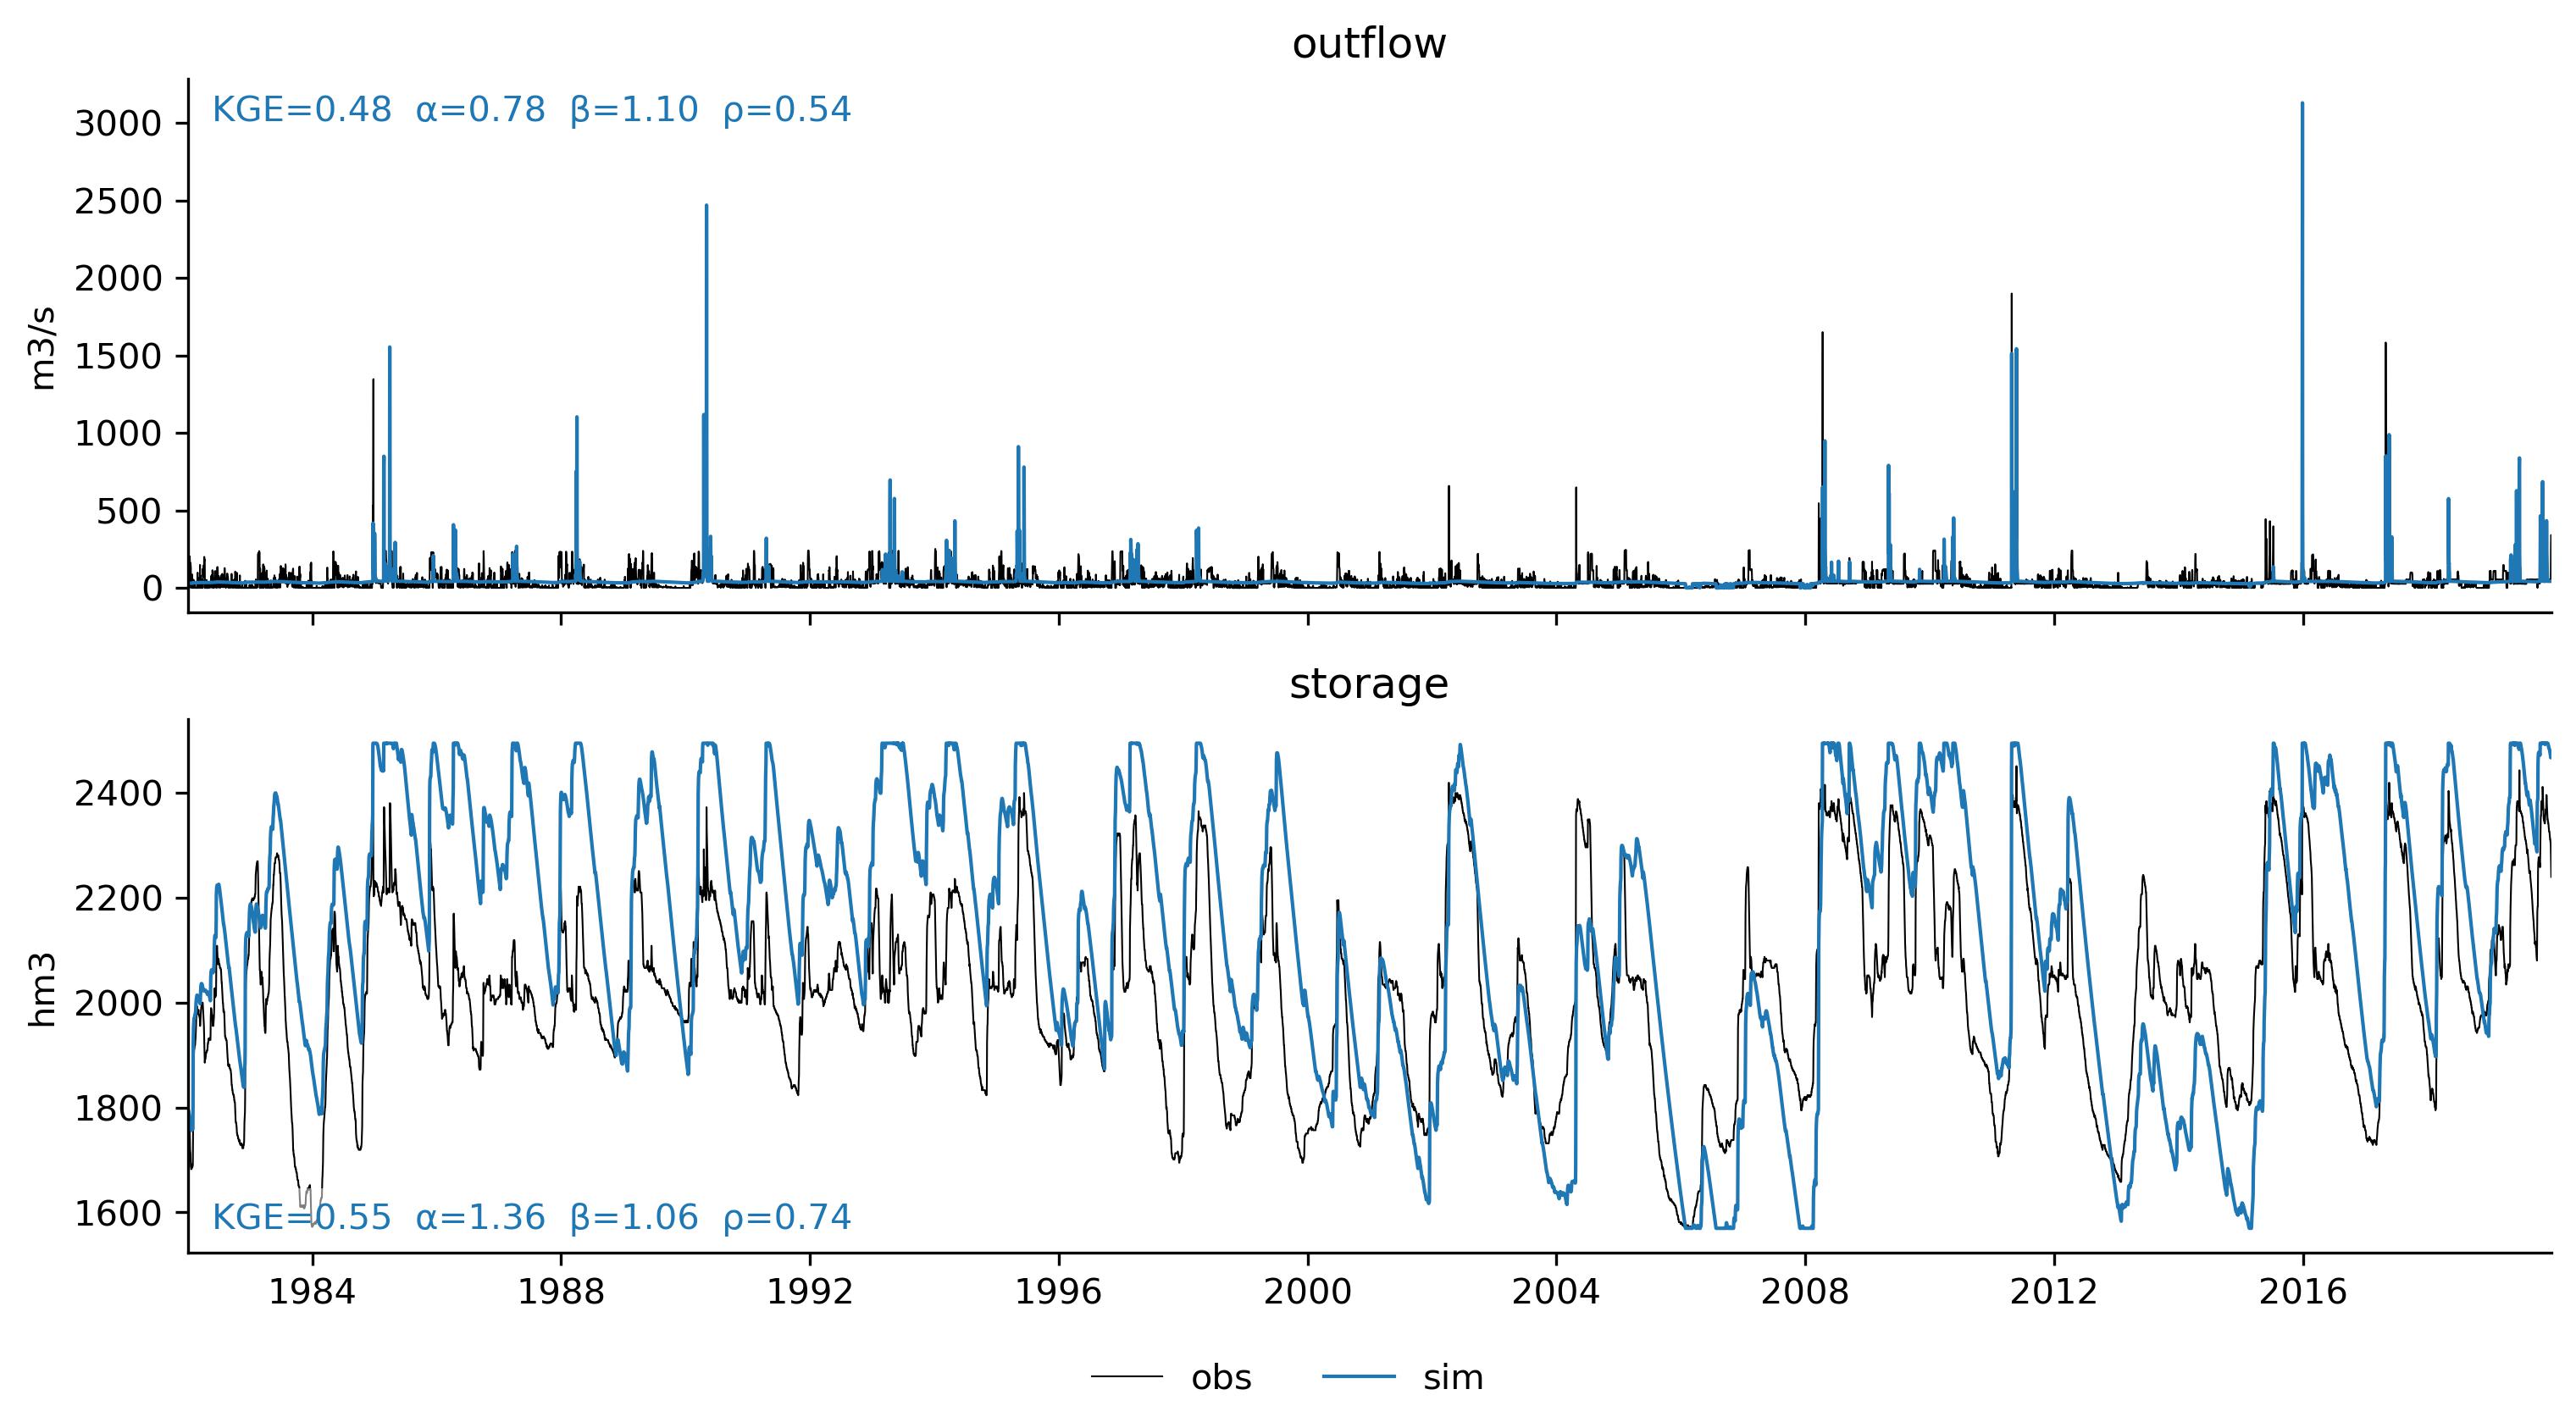 outflow
KGE=0.48 α=0.78 β=1.10 ρ=0.54
3000
2500
2000
1500
1000
500
0
m3/s
storage
2400
2200
2000
1800
1600
hm3
KGE=0.55 α=1.36 β=1.06 ρ=0.74
1984 1988 1992 1996 2000 2004 2008 2012 2016
obs sim